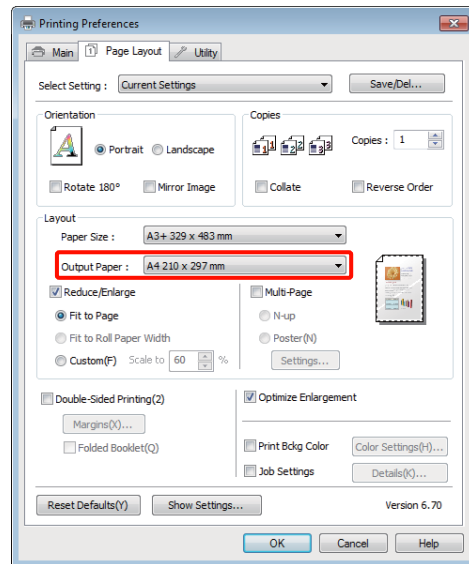 Printing Preferences
Main Page Layout Utility
Select Setting : Current Settings Save/Del...
Orientation
Portrait Landscape
Rotate 180° Mirror Image
Copies
Copies : 1
Collate Reverse Order
Layout
Paper Size : A3+ 329 x 483 mm
Output Paper : A4 210 x 297 mm
Reduce/Enlarge
Fit to Page
Fit to Roll Paper Width
Custom(F) Scale to 60 %
Multi-Page
N-up
Poster(N)
Settings...
Double-Sided Printing(2)
Margins(X)...
Folded Booklet(Q)
Optimize Enlargement
Print Bckg Color Color Settings(H)...
Job Settings Details(K)...
Reset Defaults(Y) Show Settings... Version 6.70
OK Cancel Help